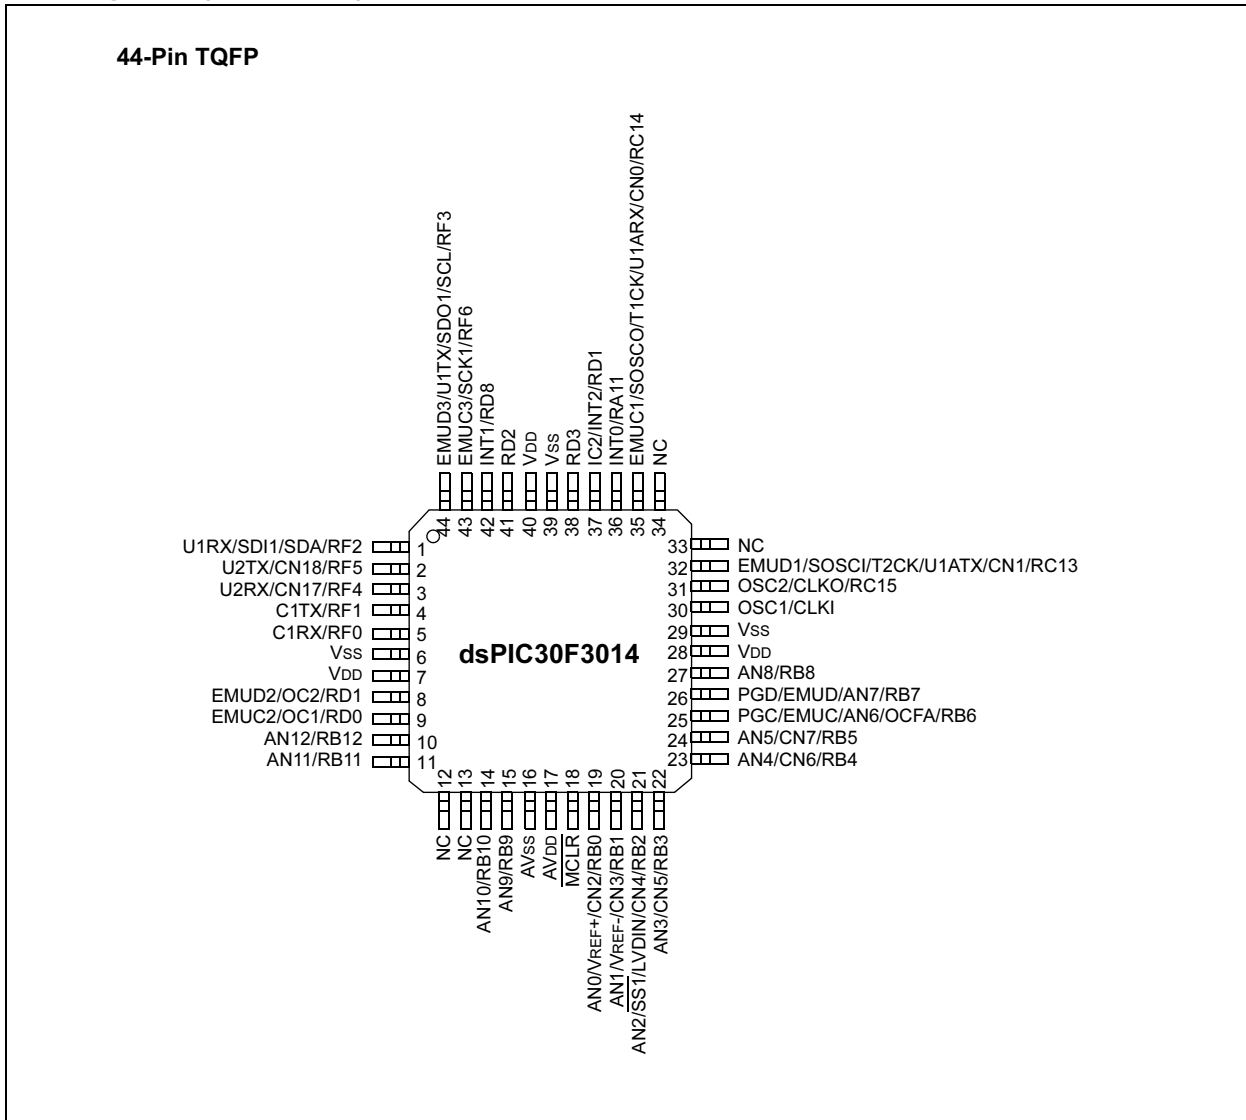 44-Pin TQFP
EMUD3/U1TX/SDO1/SCL/RF3
EMUC3/SCK1/RF6
INT1/RD8
RD2
VDD
VSS
RD3
IC2/INT2/RD1
INT0/RA11
EMUC1/SOSCO/T1CK/U1ARX/CN0/RC14
NC
44
43
42
41
40
39
38
37
36
35
34
U1RX/SDI1/SDA/RF2 1
U2TX/CN18/RF5 2
U2RX/CN17/RF4 3
C1TX/RF1 4
C1RX/RF0 5
VSS 6
VDD 7
EMUD2/OC2/RD1 8
EMUC2/OC1/RD0 9
AN12/RB12 10
AN11/RB11 11
dsPIC30F3014
33 NC
32 EMUD1/SOSCI/T2CK/U1ATX/CN1/RC13
31 OSC2/CLKO/RC15
30 OSC1/CLKI
29 VSS
28 VDD
27 AN8/RB8
26 PGD/EMUD/AN7/RB7
25 PGC/EMUC/AN6/OCFA/RB6
24 AN5/CN7/RB5
23 AN4/CN6/RB4
12
13
14
15
16
17
18
19
20
21
22
NC
NC
AN10/RB10
AN9/RB9
AVSS
AVDD
MCLR
AN0/VREF+/CN2/RB0
AN1/VREF-/CN3/RB1
AN2/SS1/LVDIN/CN4/RB2
AN3/CN5/RB3